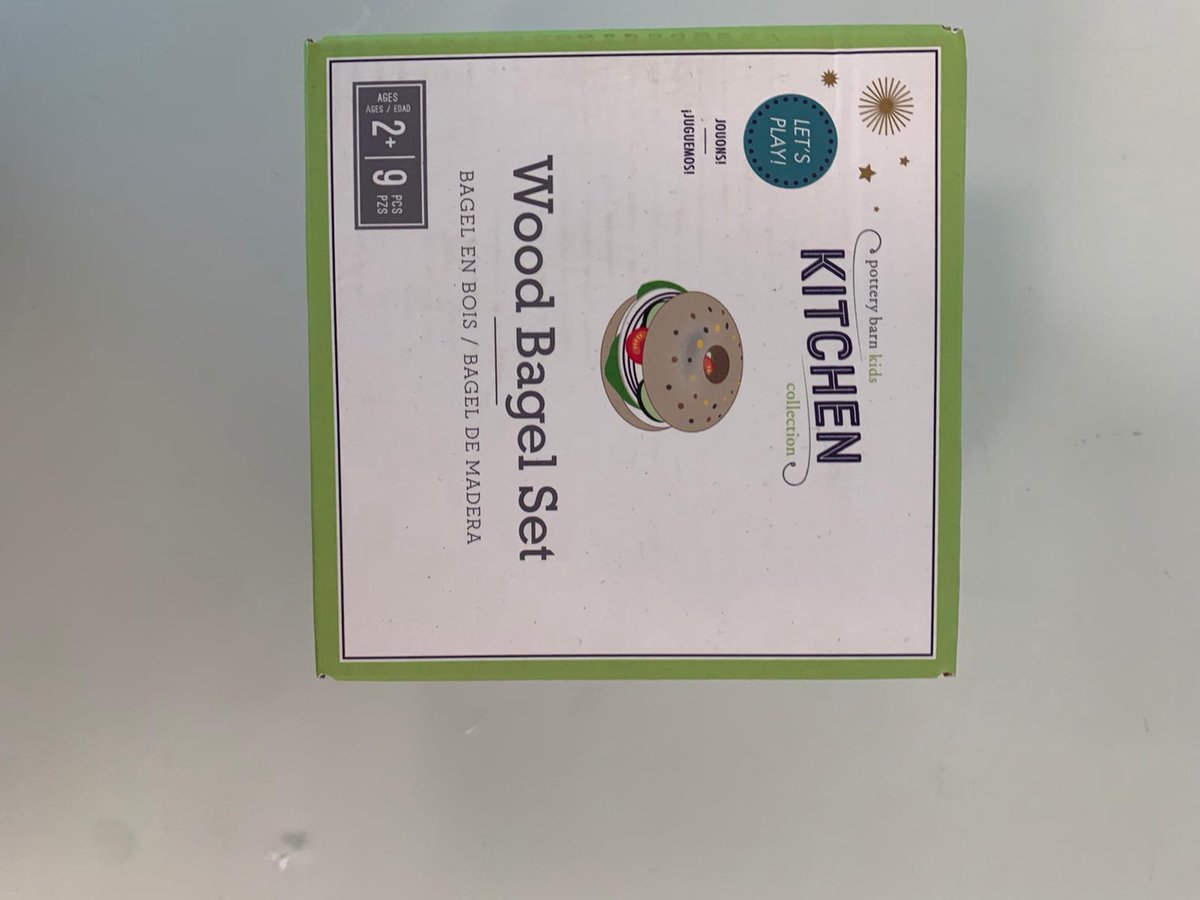 pottery barn kids
KITCHEN
collection
LET'S
PLAY!
JOUONS!
¡JUGUEMOS!
Wood Bagel Set
BAGEL EN BOIS / BAGEL DE MADERA
AGES
AGES / EDAD
2+
9
PCS
PZS